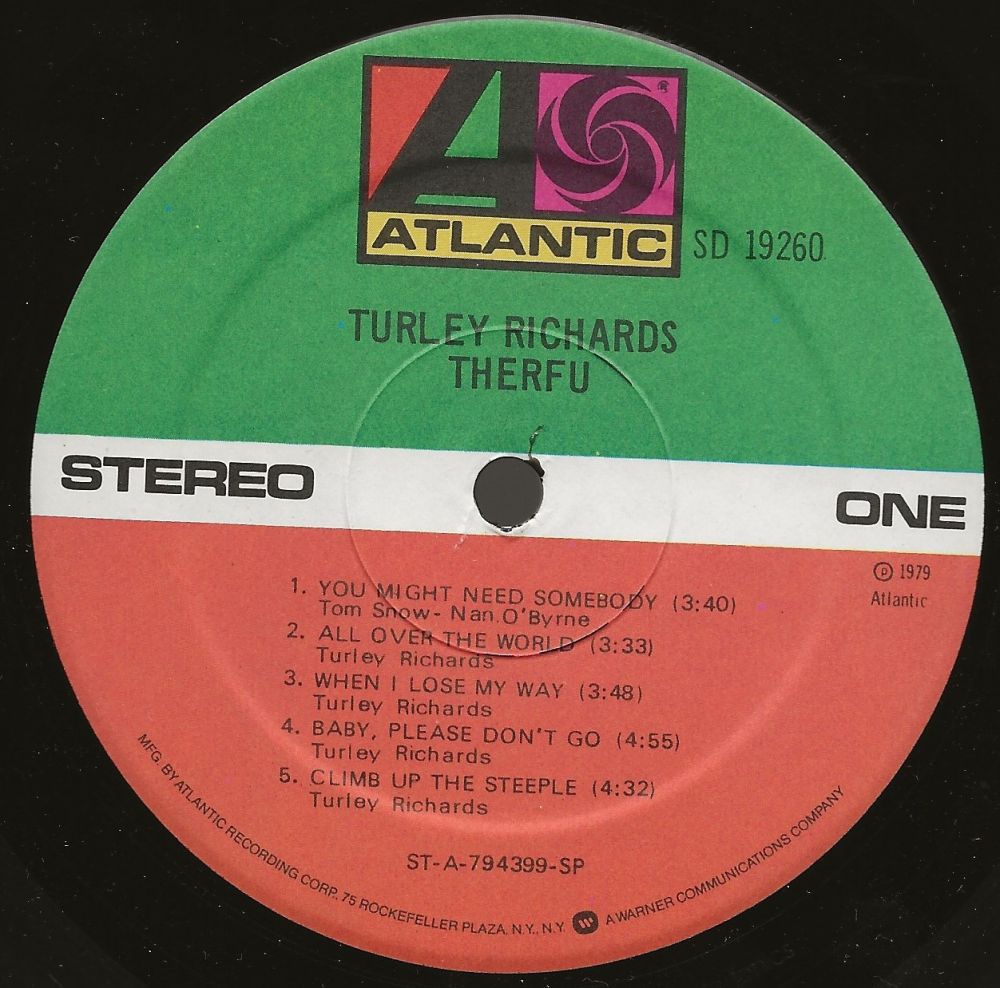 ATLANTIC
SD 19260
TURLEY RICHARDS
THERFU
STEREO
ONE
℗ 1979
Atlantic
1. YOU MIGHT NEED SOMEBODY (3:40)
Tom Snow- Nan.O'Byrne
2. ALL OVER THE WORLD (3:33)
Turley Richards
3. WHEN I LOSE MY WAY (3:48)
Turley Richards
4. BABY, PLEASE DON'T GO (4:55)
Turley Richards
5. CLIMB UP THE STEEPLE (4:32)
Turley Richards
ST-A-794399-SP
MFG. BY ATLANTIC RECORDING CORP., 75 ROCKEFELLER PLAZA, N.Y., N.Y. A WARNER COMMUNICATIONS COMPANY